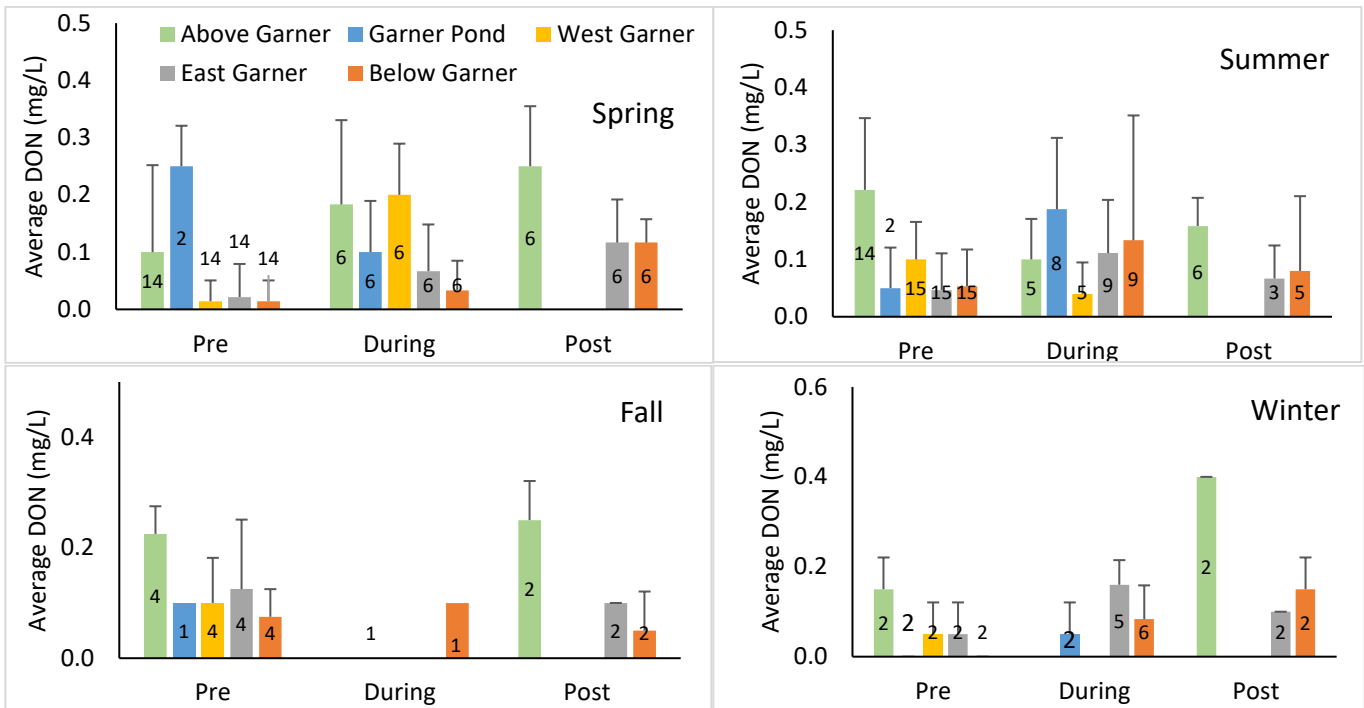 Above Garner Garner Pond West Garner
East Garner Below Garner
Spring
Average DON (mg/L)
0.5
0.4
0.3
0.2
0.1
0.0
14 2 14 14 14
6 6 6 6 6
6 6 6
Pre During Post
Summer
Average DON (mg/L)
0.5
0.4
0.3
0.2
0.1
0.0
14 2 15 15 15
5 8 5 9 9
6 3 5
Pre During Post
Fall
Average DON (mg/L)
0.4
0.2
0.0
4 1 4 4 4
1 1
2 2 2
Pre During Post
Winter
Average DON (mg/L)
0.6
0.4
0.2
0.0
2 2 2 2 2
2 5 6
2 2 2
Pre During Post